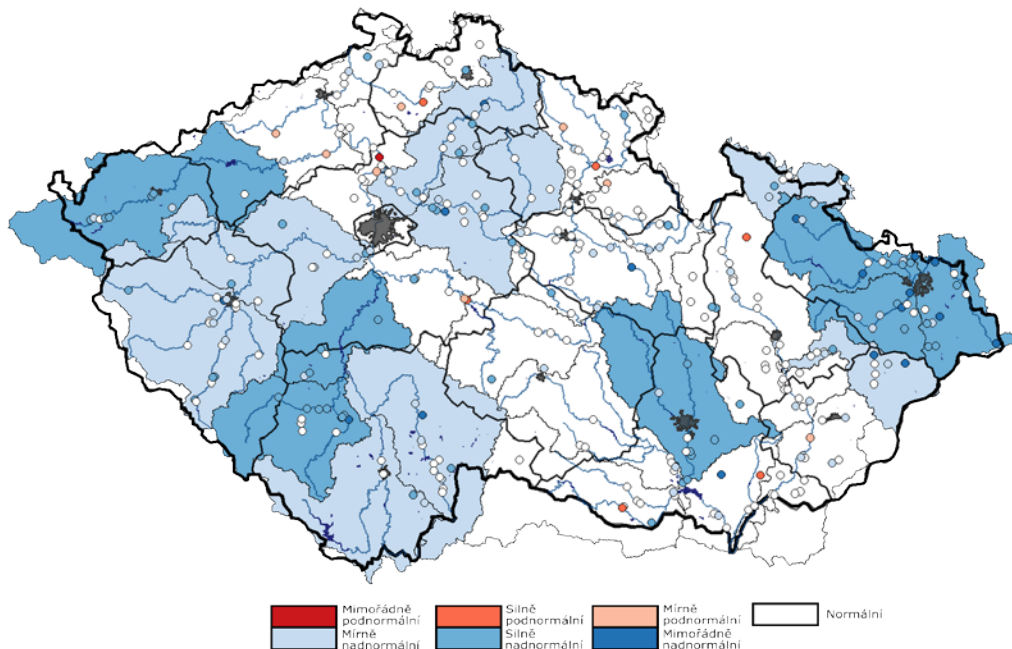 Mimořádně
podnormální
Silně
podnormální
Mírně
podnormální
Normální
Mírně
nadnormální
Silně
nadnormální
Mimořádně
nadnormální